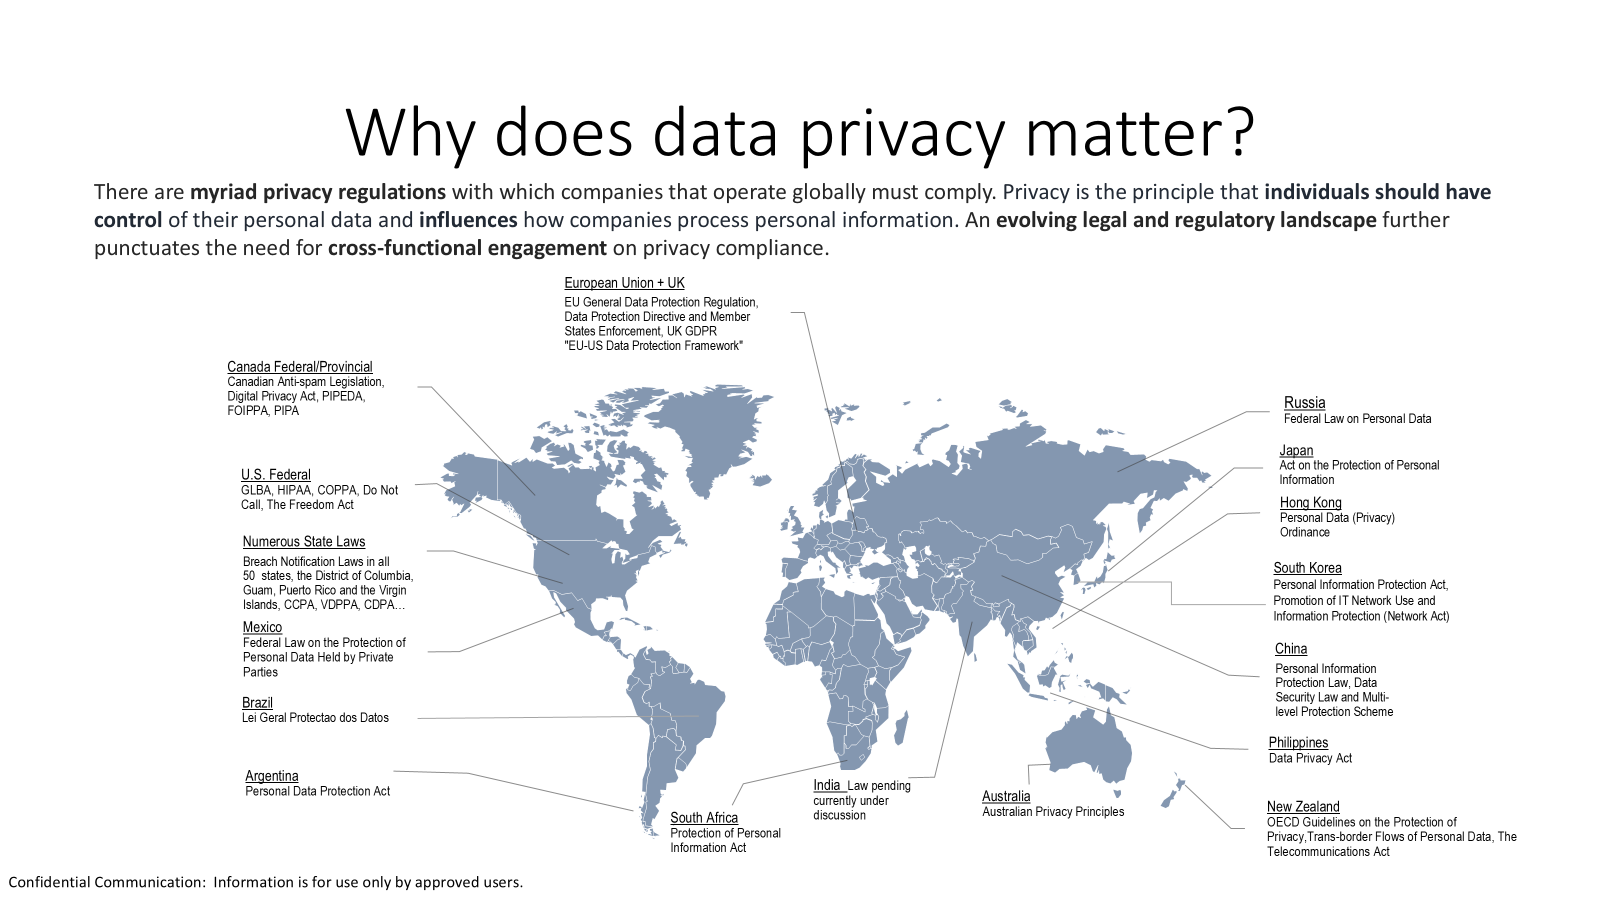 Why does data privacy matter?
There are myriad privacy regulations with which companies that operate globally must comply. Privacy is the principle that individuals should have
control of their personal data and influences how companies process personal information. An evolving legal and regulatory landscape further
punctuates the need for cross-functional engagement on privacy compliance.
European Union + UK
EU General Data Protection Regulation,
Data Protection Directive and Member
States Enforcement, UK GDPR
"EU-US Data Protection Framework"
Canada Federal/Provincial
Canadian Anti-spam Legislation,
Digital Privacy Act, PIPEDA,
FOIPPA, PIPA
U.S. Federal
GLBA, HIPAA, COPPA, Do Not
Call, The Freedom Act
Numerous State Laws
Breach Notification Laws in all
50 states, the District of Columbia,
Guam, Puerto Rico and the Virgin
Islands, CCPA, VDPPA, CDPA…
Mexico
Federal Law on the Protection of
Personal Data Held by Private
Parties
Brazil
Lei Geral Protectao dos Datos
Argentina
Personal Data Protection Act
South Africa
Protection of Personal
Information Act
India Law pending
currently under
discussion
Australia
Australian Privacy Principles
Russia
Federal Law on Personal Data
Japan
Act on the Protection of Personal
Information
Hong Kong
Personal Data (Privacy)
Ordinance
South Korea
Personal Information Protection Act,
Promotion of IT Network Use and
Information Protection (Network Act)
China
Personal Information
Protection Law, Data
Security Law and Multi-
level Protection Scheme
Philippines
Data Privacy Act
New Zealand
OECD Guidelines on the Protection of
Privacy,Trans-border Flows of Personal Data, The
Telecommunications Act
Confidential Communication: Information is for use only by approved users.